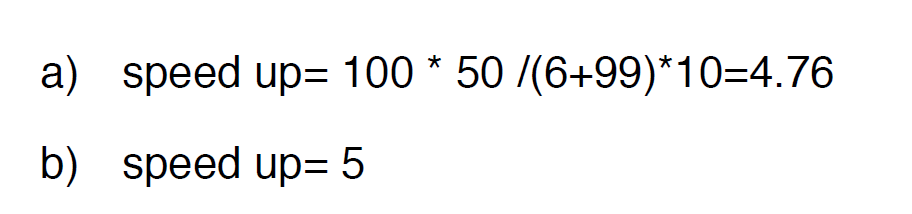 a) speed up= 100 * 50 /(6+99)*10=4.76
b) speed up= 5